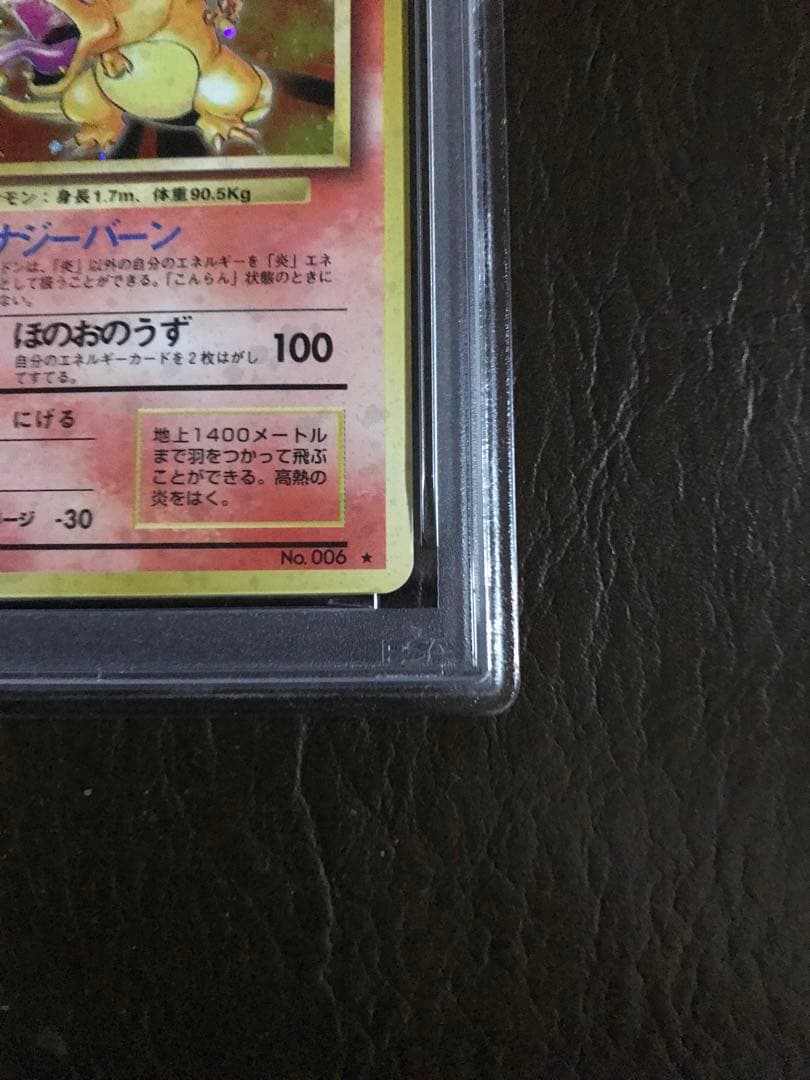 モン：身長1.7m、体重90.5Kg
ナジーバーン
ドンは、「炎」以外の自分のエネルギーを「炎」エネ
として扱うことができる。「こんらん」状態のときに
ない。
ほのおのうず 100
自分のエネルギーカードを2枚はがし
てすてる。
にげる
地上1400メートル
まで羽をつかって飛ぶ
ことができる。高熱の
炎をはく。
ージ -30
No. 006 ★
PSA